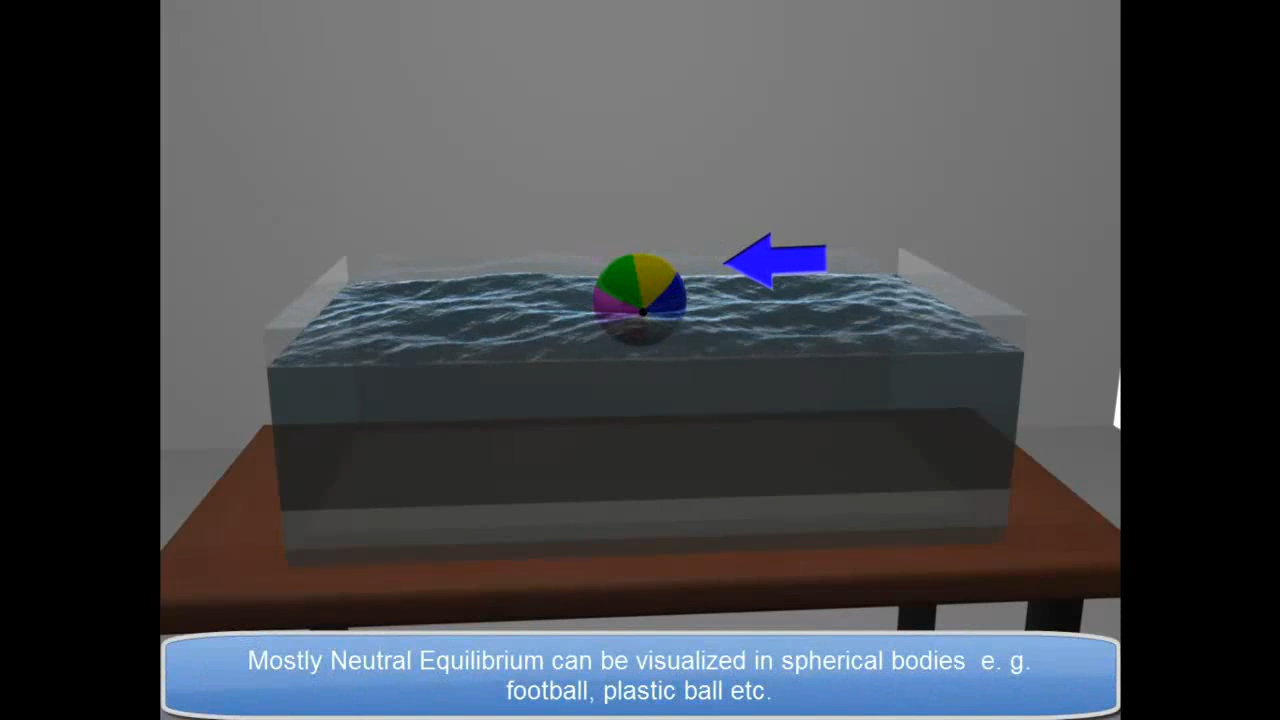 Mostly Neutral Equilibrium can be visualized in spherical bodies  e. g.
football, plastic ball etc.